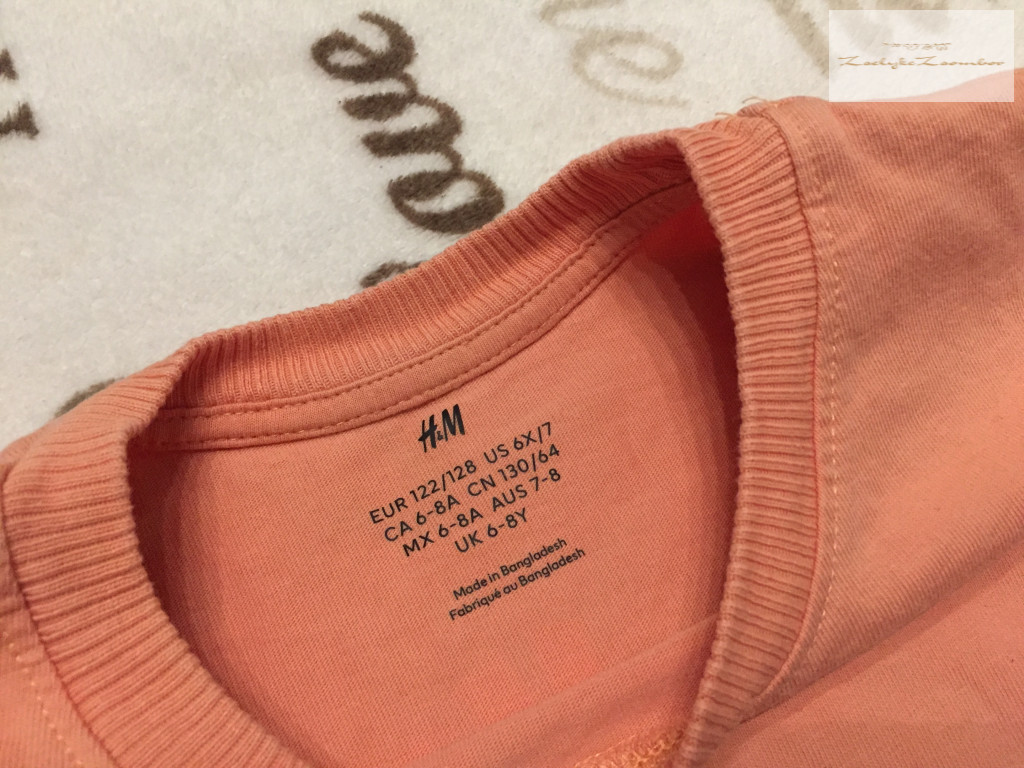 H&M
EUR 122/128 US 6X/7
CA 6-8A CN 130/64
MX 6-8A AUS 7-8
UK 6-8Y
Made in Bangladesh
Fabriqué au Bangladesh